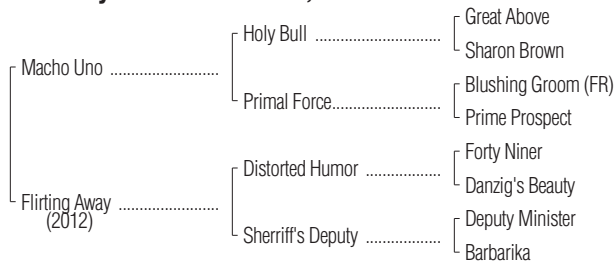 Great Above
Holy Bull
Sharon Brown
Macho Uno
Blushing Groom (FR)
Primal Force
Prime Prospect
Forty Niner
Distorted Humor
Danzig's Beauty
Flirting Away
(2012)
Deputy Minister
Sherriff's Deputy
Barbarika